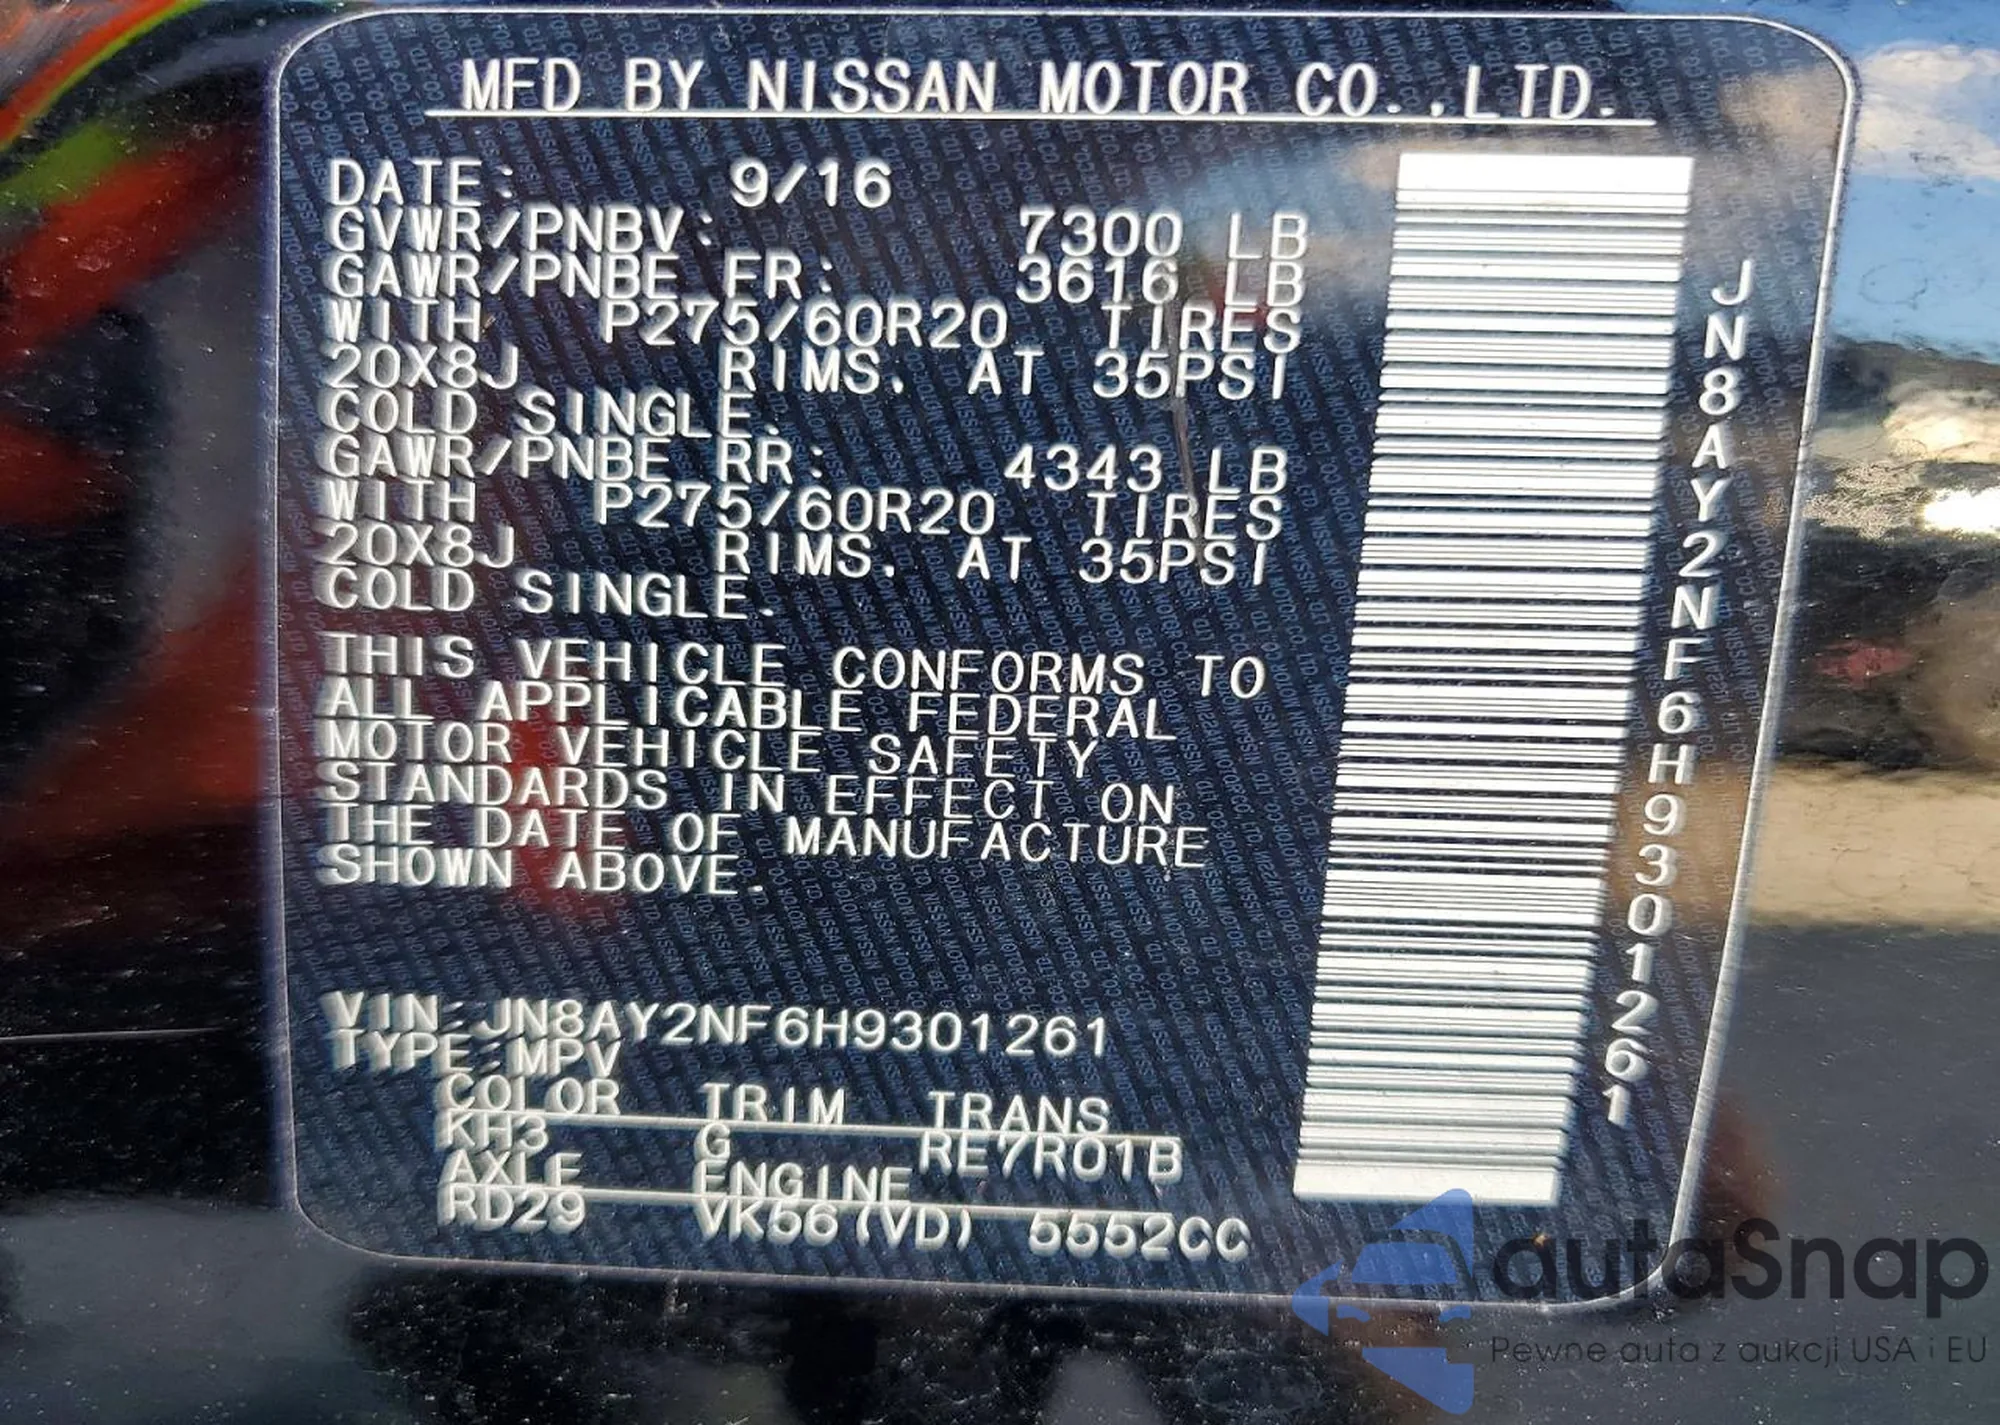 MFD BY NISSAN MOTOR CO.,LTD.
DATE: 9/16
GVWR/PNBV: 7300 LB
GAWR/PNBE FR: 3616 LB
WITH P275/60R20 TIRES
20X8J RIMS. AT 35PSI
COLD SINGLE.
GAWR/PNBE RR: 4343 LB
WITH P275/60R20 TIRES
20X8J RIMS. AT 35PSI
COLD SINGLE.
THIS VEHICLE CONFORMS TO
ALL APPLICABLE FEDERAL
MOTOR VEHICLE SAFETY
STANDARDS IN EFFECT ON
THE DATE OF MANUFACTURE
SHOWN ABOVE.
VIN: JN8AY2NF6H9301261
TYPE:MPV
COLOR TRIM TRANS
KH3 G RE7R01B
AXLE ENGINE
RD29 VK56(VD) 5552CC
JN8AY2NF6H9301261
autaSnap
Pewne auta z aukcji USA i EU